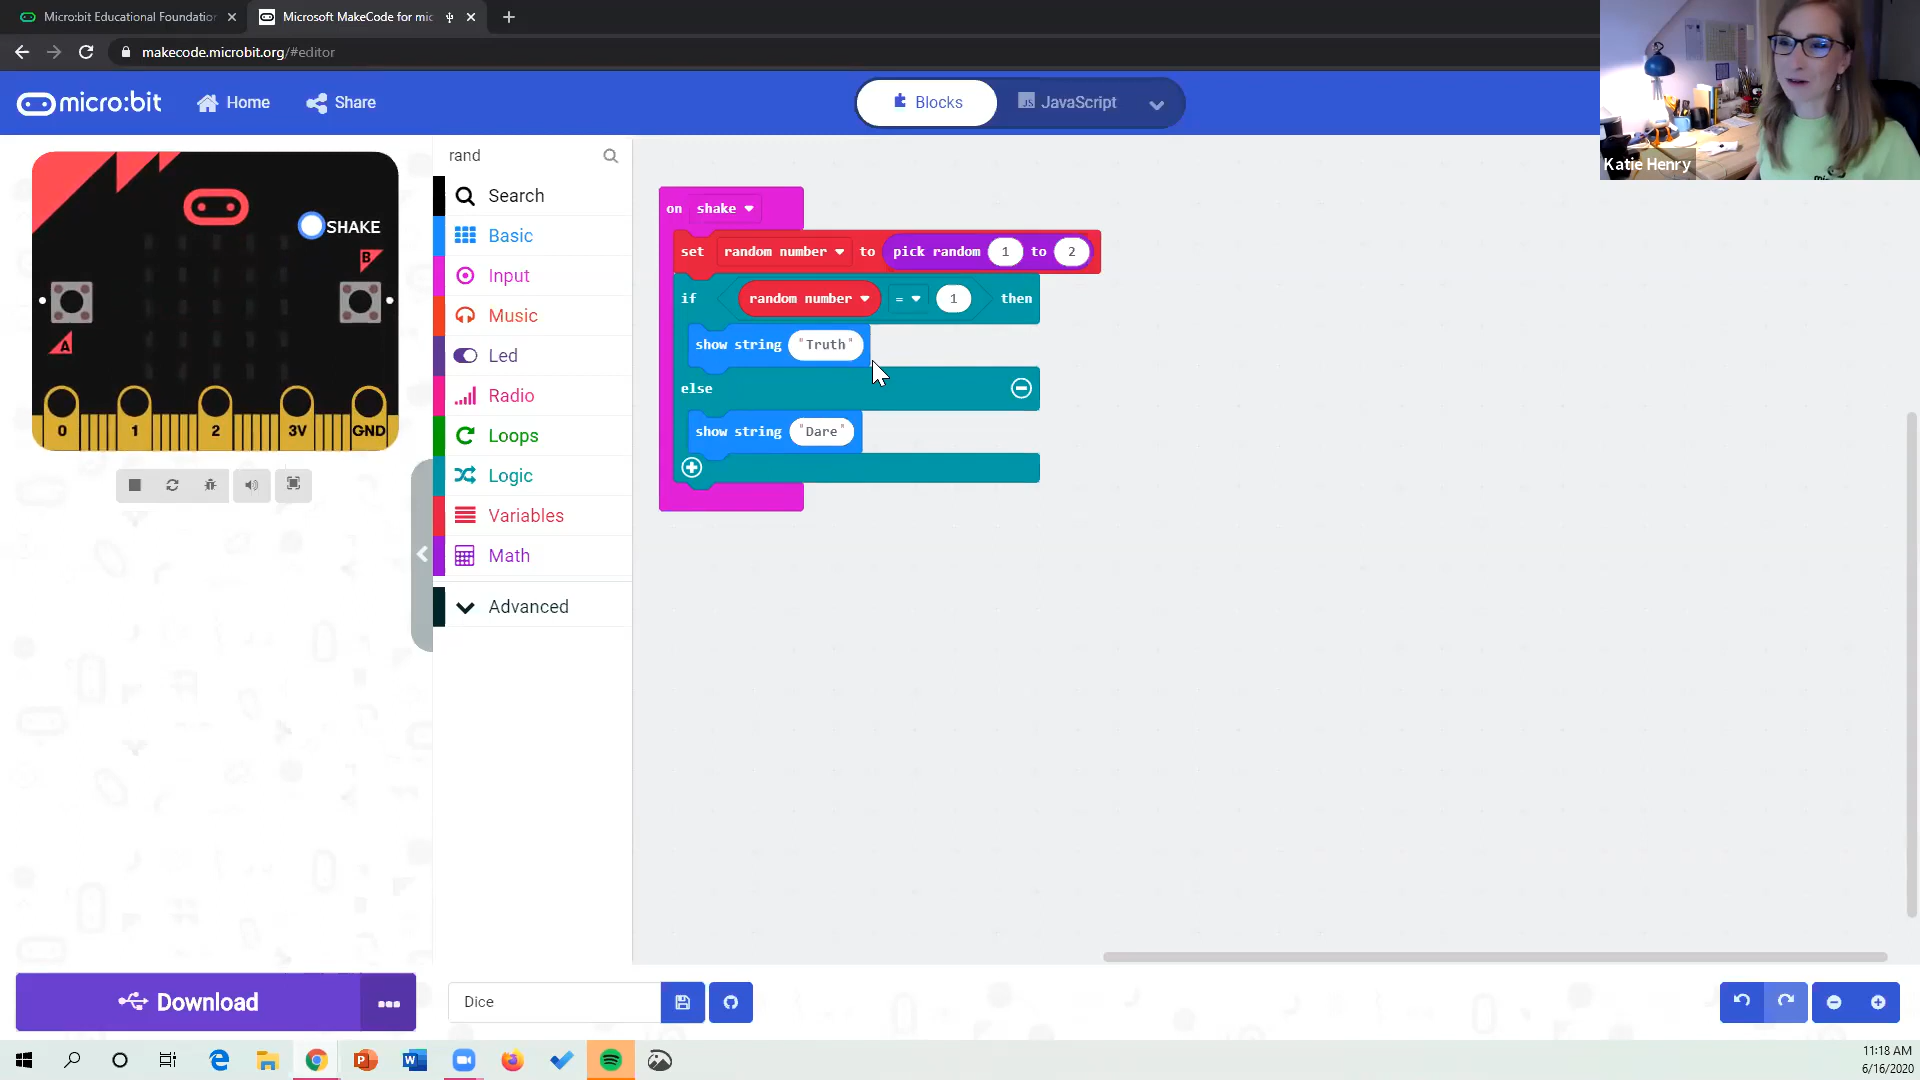 Micro:bit Educational Foundation
Microsoft MakeCode for mic
makecode.microbit.org/#editor
micro:bit
Home
Share
Blocks
JS JavaScript
Katie Henry
SHAKE
B
A
0 1 2 3V GND
rand
Search
Basic
Input
Music
Led
Radio
Loops
Logic
Variables
Math
Advanced
on shake
set random number to pick random 1 to 2
if random number = 1 then
show string "Truth"
else
show string "Dare"
Download
Dice
11:18 AM
6/16/2020